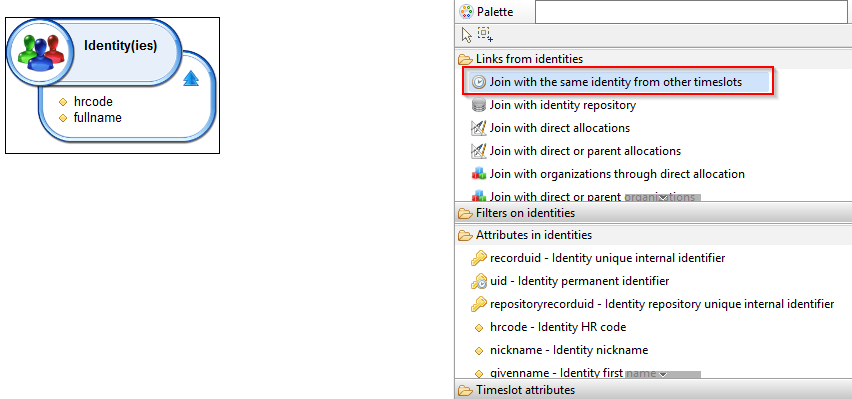 Identity(ies)
hrcode
fullname
Palette
Links from identities
Join with the same identity from other timeslots
Join with identity repository
Join with direct allocations
Join with direct or parent allocations
Join with organizations through direct allocation
Join with direct or parent organizations
Filters on identities
Attributes in identities
recorduid - Identity unique internal identifier
uid - Identity permanent identifier
repositoryrecorduid - Identity repository unique internal identifier
hrcode - Identity HR code
nickname - Identity nickname
givenname - Identity first name
Timeslot attributes